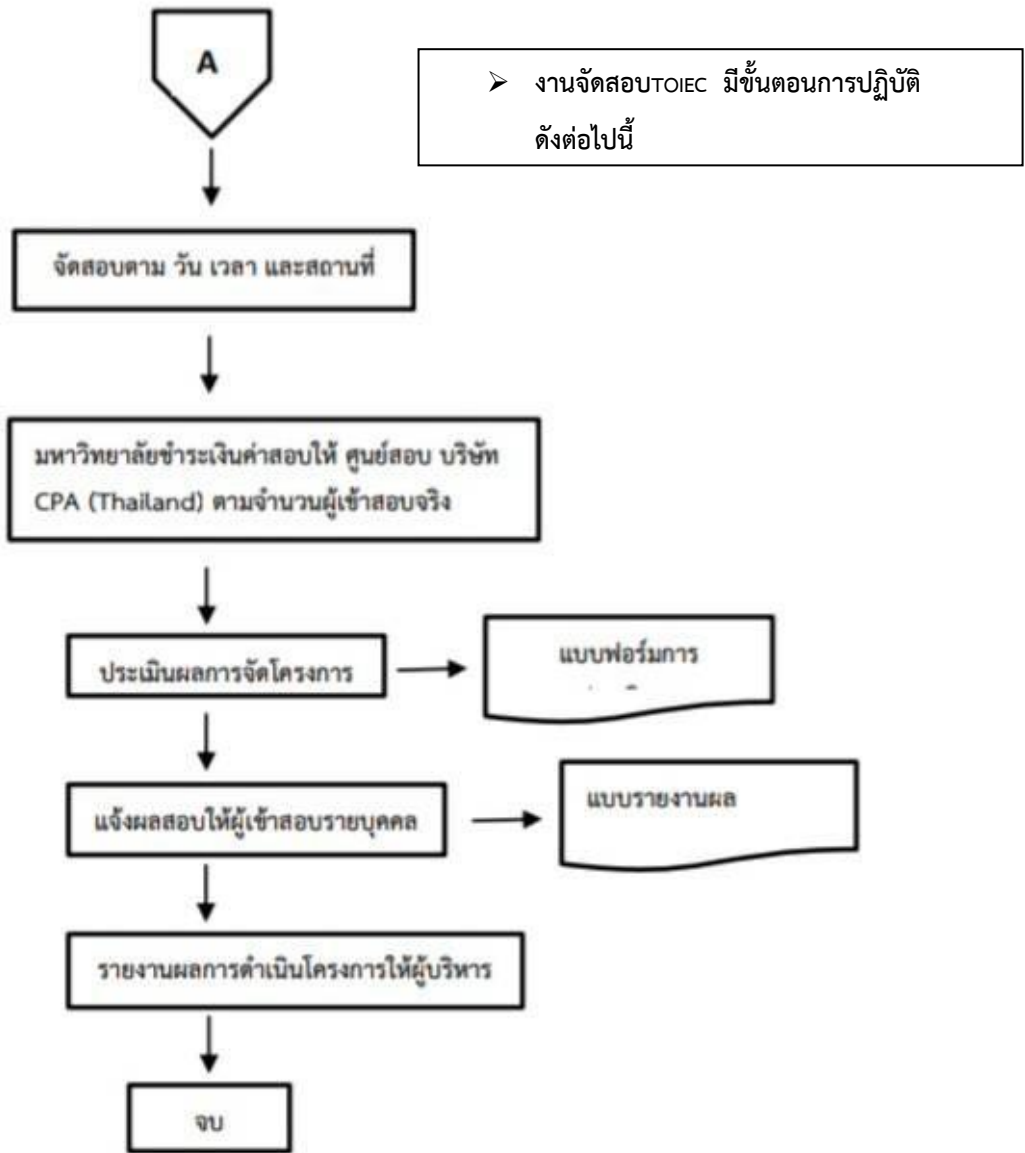 A
➢ งานจัดสอบTOIEC มีขั้นตอนการปฏิบัติ
ดังต่อไปนี้
จัดสอบตาม วัน เวลา และสถานที่
มหาวิทยาลัยชำระเงินค่าสอบให้ ศูนย์สอบ บริษัท
CPA (Thailand) ตามจำนวนผู้เข้าสอบจริง
ประเมินผลการจัดโครงการ
แบบฟอร์มการ
แจ้งผลสอบให้ผู้เข้าสอบรายบุคคล
แบบรายงานผล
รายงานผลการดำเนินโครงการให้ผู้บริหาร
จบ